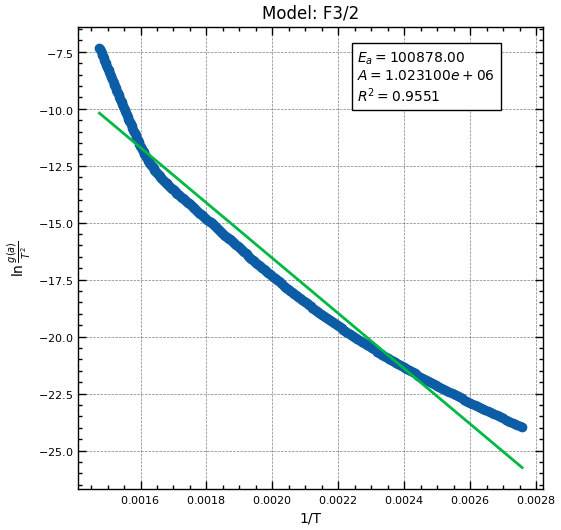 Model: F3/2
E_a = 100878.00
A = 1.023100e + 06
R^2 = 0.9551
ln g(a)/T^2
−7.5
−10.0
−12.5
−15.0
−17.5
−20.0
−22.5
−25.0
0.0016 0.0018 0.0020 0.0022 0.0024 0.0026 0.0028
1/T